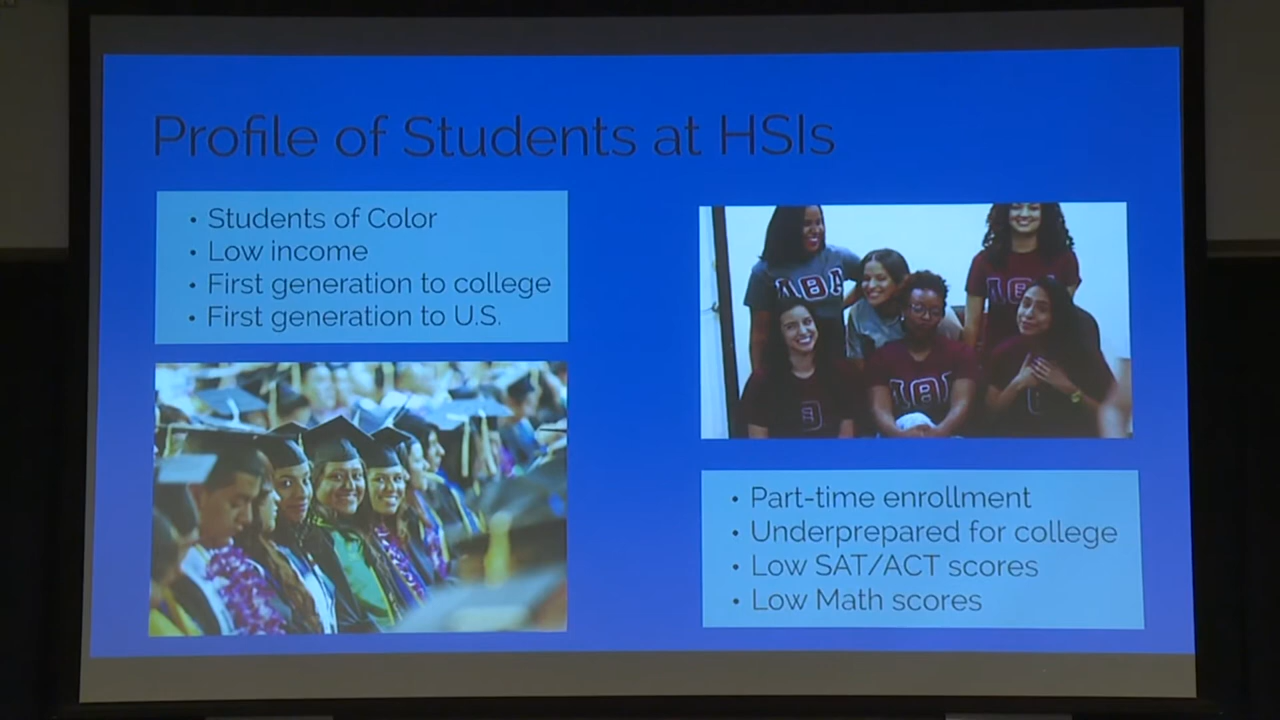 Profile of Students at HSIs
• Students of Color
• Low income
• First generation to college
• First generation to U.S.
ΛΘΑ
• Part-time enrollment
• Underprepared for college
• Low SAT/ACT scores
• Low Math scores